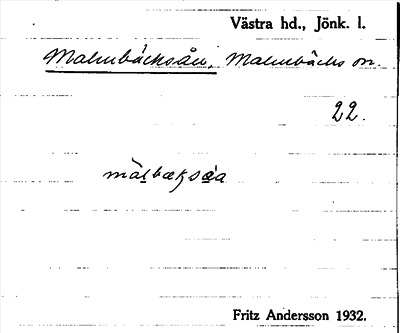 Västra hd., Jönk. l.
Malmbäcksån, Malmbäcks sn.
22.
Fritz Andersson 1932.